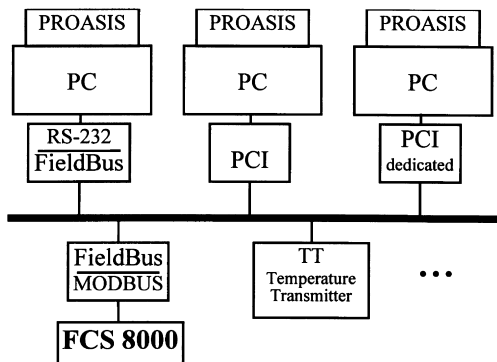 PROASIS
PROASIS
PROASIS
PC
PC
PC
RS-232
FieldBus
PCI
PCI
dedicated
FieldBus
MODBUS
FCS 8000
TT
Temperature
Transmitter
...